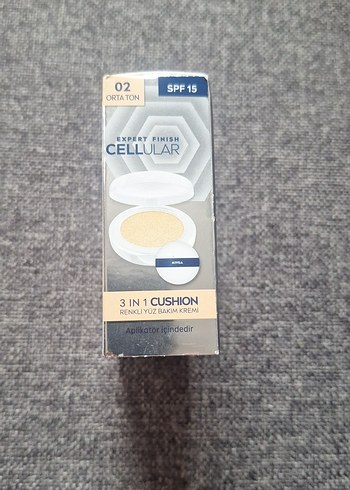 02
ORTA TON
SPF 15
EXPERT FINISH
CELLULAR
NIVEA
3 IN 1 CUSHION
RENKLİ YÜZ BAKIM KREMİ
Aplikatör içindedir